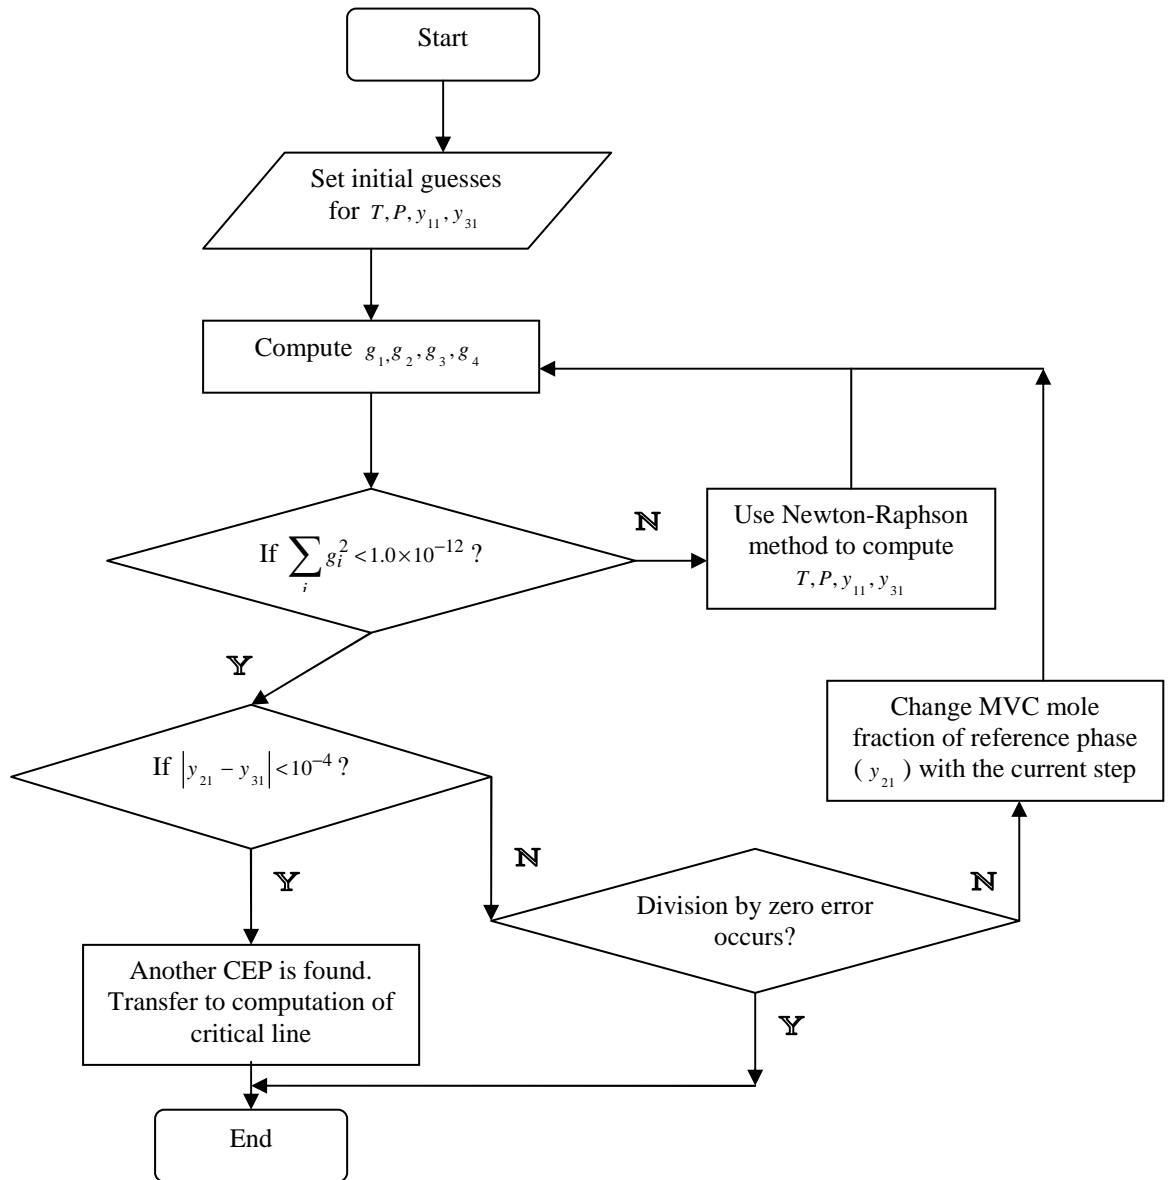 Start
Set initial guesses
for T, P, y₁₁, y₃₁
Compute g₁, g₂, g₃, g₄
If ∑ᵢ gᵢ² < 1.0×10⁻¹² ?
N
Use Newton-Raphson
method to compute
T, P, y₁₁, y₃₁
Y
If |y₂₁ − y₃₁| < 10⁻⁴ ?
Change MVC mole
fraction of reference phase
( y₂₁ ) with the current step
N
Y
Division by zero error
occurs?
N
Another CEP is found.
Transfer to computation of
critical line
Y
End